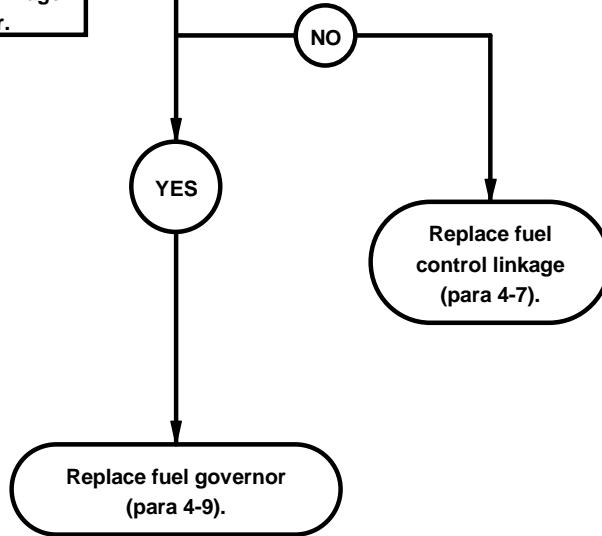 r.
NO
YES
Replace fuel
control linkage
(para 4-7).
Replace fuel governor
(para 4-9).